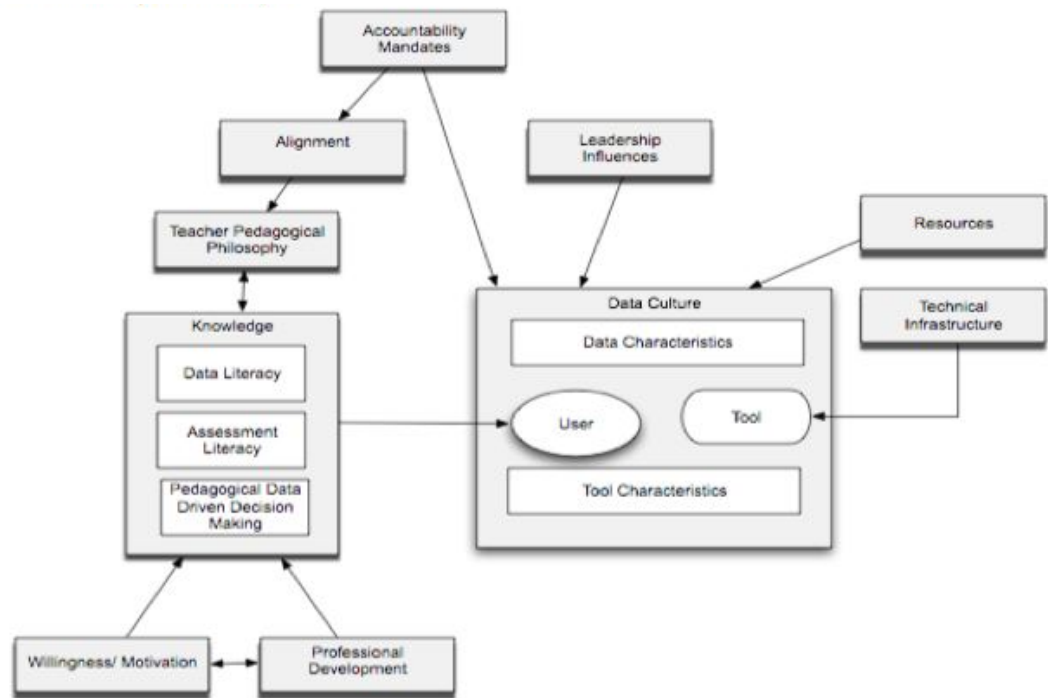 Accountability
Mandates
Alignment
Leadership
Influences
Teacher Pedagogical
Philosophy
Resources
Knowledge
Data Literacy
Assessment
Literacy
Pedagogical Data
Driven Decision
Making
Data Culture
Data Characteristics
User
Tool
Tool Characteristics
Technical
Infrastructure
Willingness/ Motivation
Professional
Development